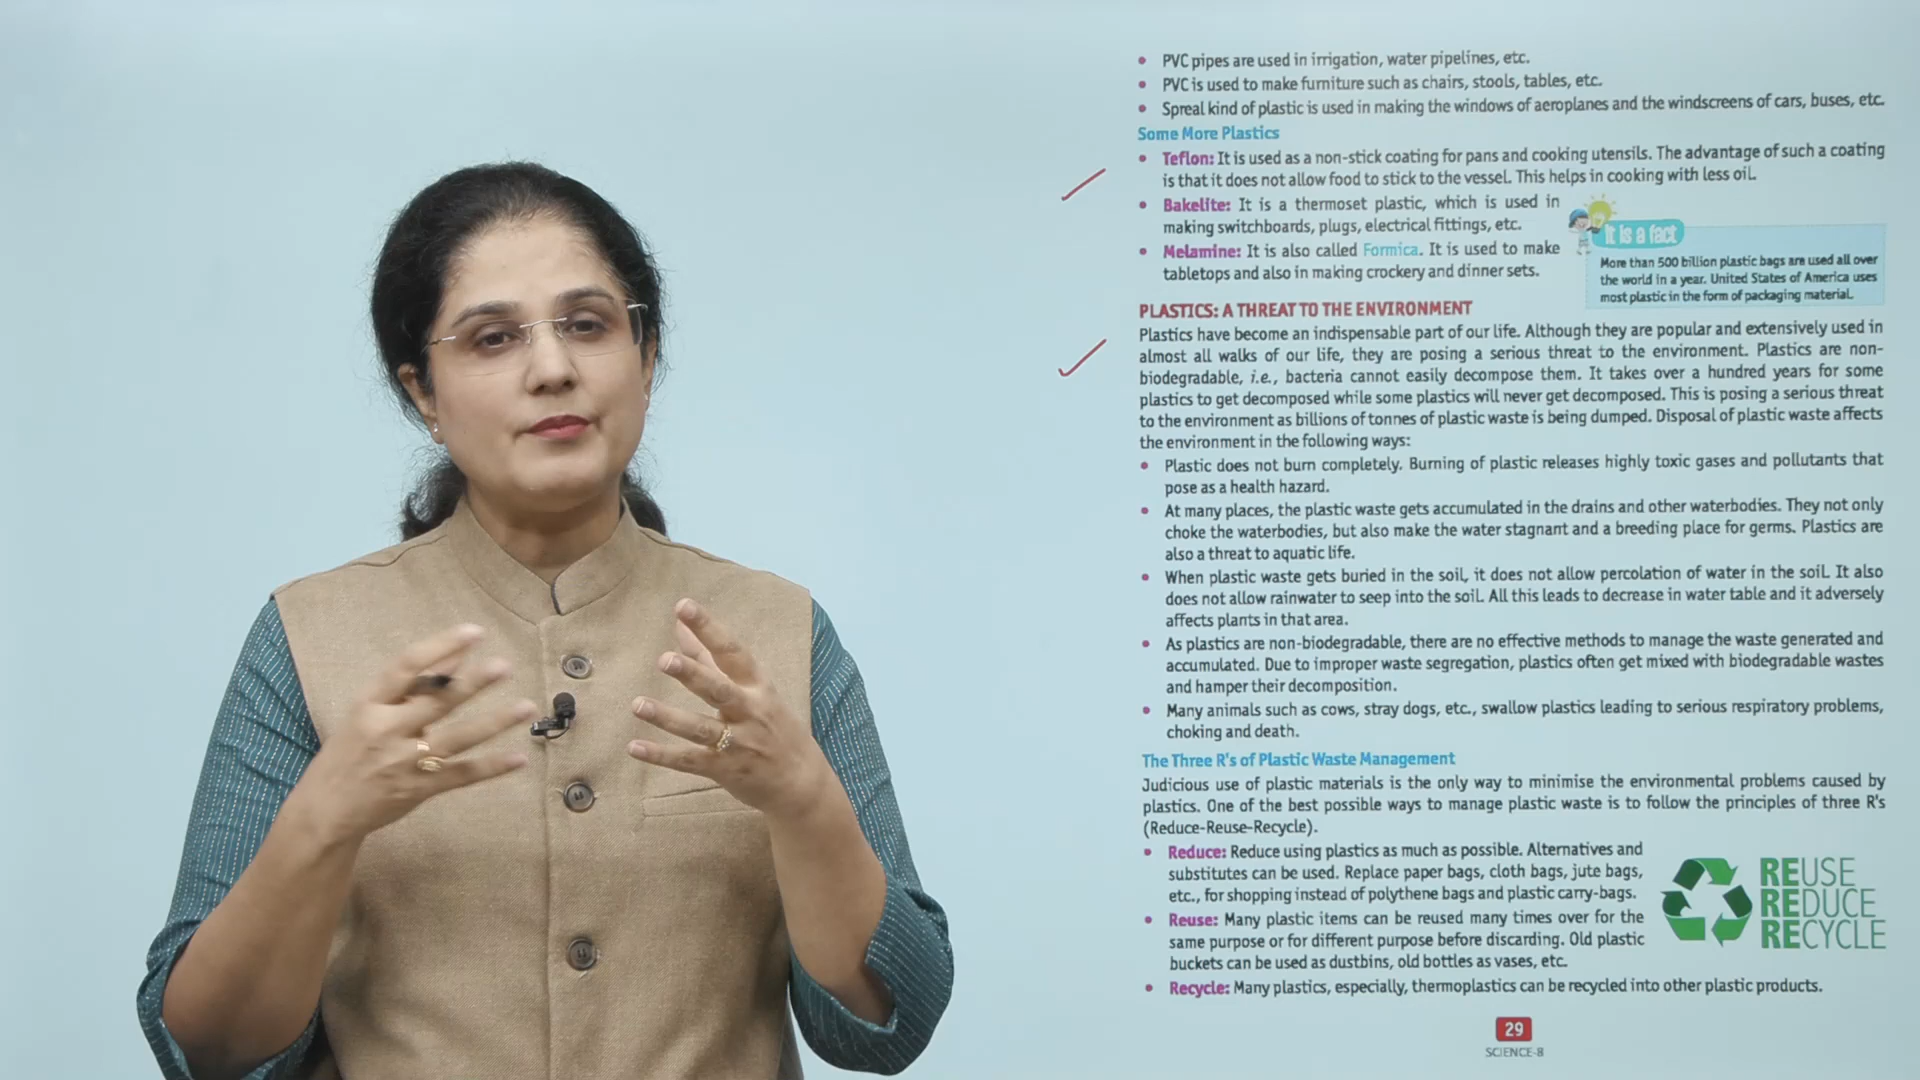 PVC pipes are used in irrigation, water pipelines, etc.
PVC is used to make furniture such as chairs, stools, tables, etc.
Spreal kind of plastic is used in making the windows of aeroplanes and the windscreens of cars, buses, etc.
Some More Plastics
Teflon: It is used as a non-stick coating for pans and cooking utensils. The advantage of such a coating
is that it does not allow food to stick to the vessel. This helps in cooking with less oil.
Bakelite: It is a thermoset plastic, which is used in
making switchboards, plugs, electrical fittings, etc.
Melamine: It is also called Formica. It is used to make
tabletops and also in making crockery and dinner sets.
It is a fact
More than 500 billion plastic bags are used all over
the world in a year. United States of America uses
most plastic in the form of packaging material.
PLASTICS: A THREAT TO THE ENVIRONMENT
Plastics have become an indispensable part of our life. Although they are popular and extensively used in
almost all walks of our life, they are posing a serious threat to the environment. Plastics are non-
biodegradable, i.e., bacteria cannot easily decompose them. It takes over a hundred years for some
plastics to get decomposed while some plastics will never get decomposed. This is posing a serious threat
to the environment as billions of tonnes of plastic waste is being dumped. Disposal of plastic waste affects
the environment in the following ways:
Plastic does not burn completely. Burning of plastic releases highly toxic gases and pollutants that
pose as a health hazard.
At many places, the plastic waste gets accumulated in the drains and other waterbodies. They not only
choke the waterbodies, but also make the water stagnant and a breeding place for germs. Plastics are
also a threat to aquatic life.
When plastic waste gets buried in the soil, it does not allow percolation of water in the soil. It also
does not allow rainwater to seep into the soil. All this leads to decrease in water table and it adversely
affects plants in that area.
As plastics are non-biodegradable, there are no effective methods to manage the waste generated and
accumulated. Due to improper waste segregation, plastics often get mixed with biodegradable wastes
and hamper their decomposition.
Many animals such as cows, stray dogs, etc., swallow plastics leading to serious respiratory problems,
choking and death.
The Three R's of Plastic Waste Management
Judicious use of plastic materials is the only way to minimise the environmental problems caused by
plastics. One of the best possible ways to manage plastic waste is to follow the principles of three R's
(Reduce-Reuse-Recycle).
Reduce: Reduce using plastics as much as possible. Alternatives and
substitutes can be used. Replace paper bags, cloth bags, jute bags,
etc., for shopping instead of polythene bags and plastic carry-bags.
Reuse: Many plastic items can be reused many times over for the
same purpose or for different purpose before discarding. Old plastic
buckets can be used as dustbins, old bottles as vases, etc.
Recycle: Many plastics, especially, thermoplastics can be recycled into other plastic products.
REUSE
REDUCE
RECYCLE
29
SCIENCE-8